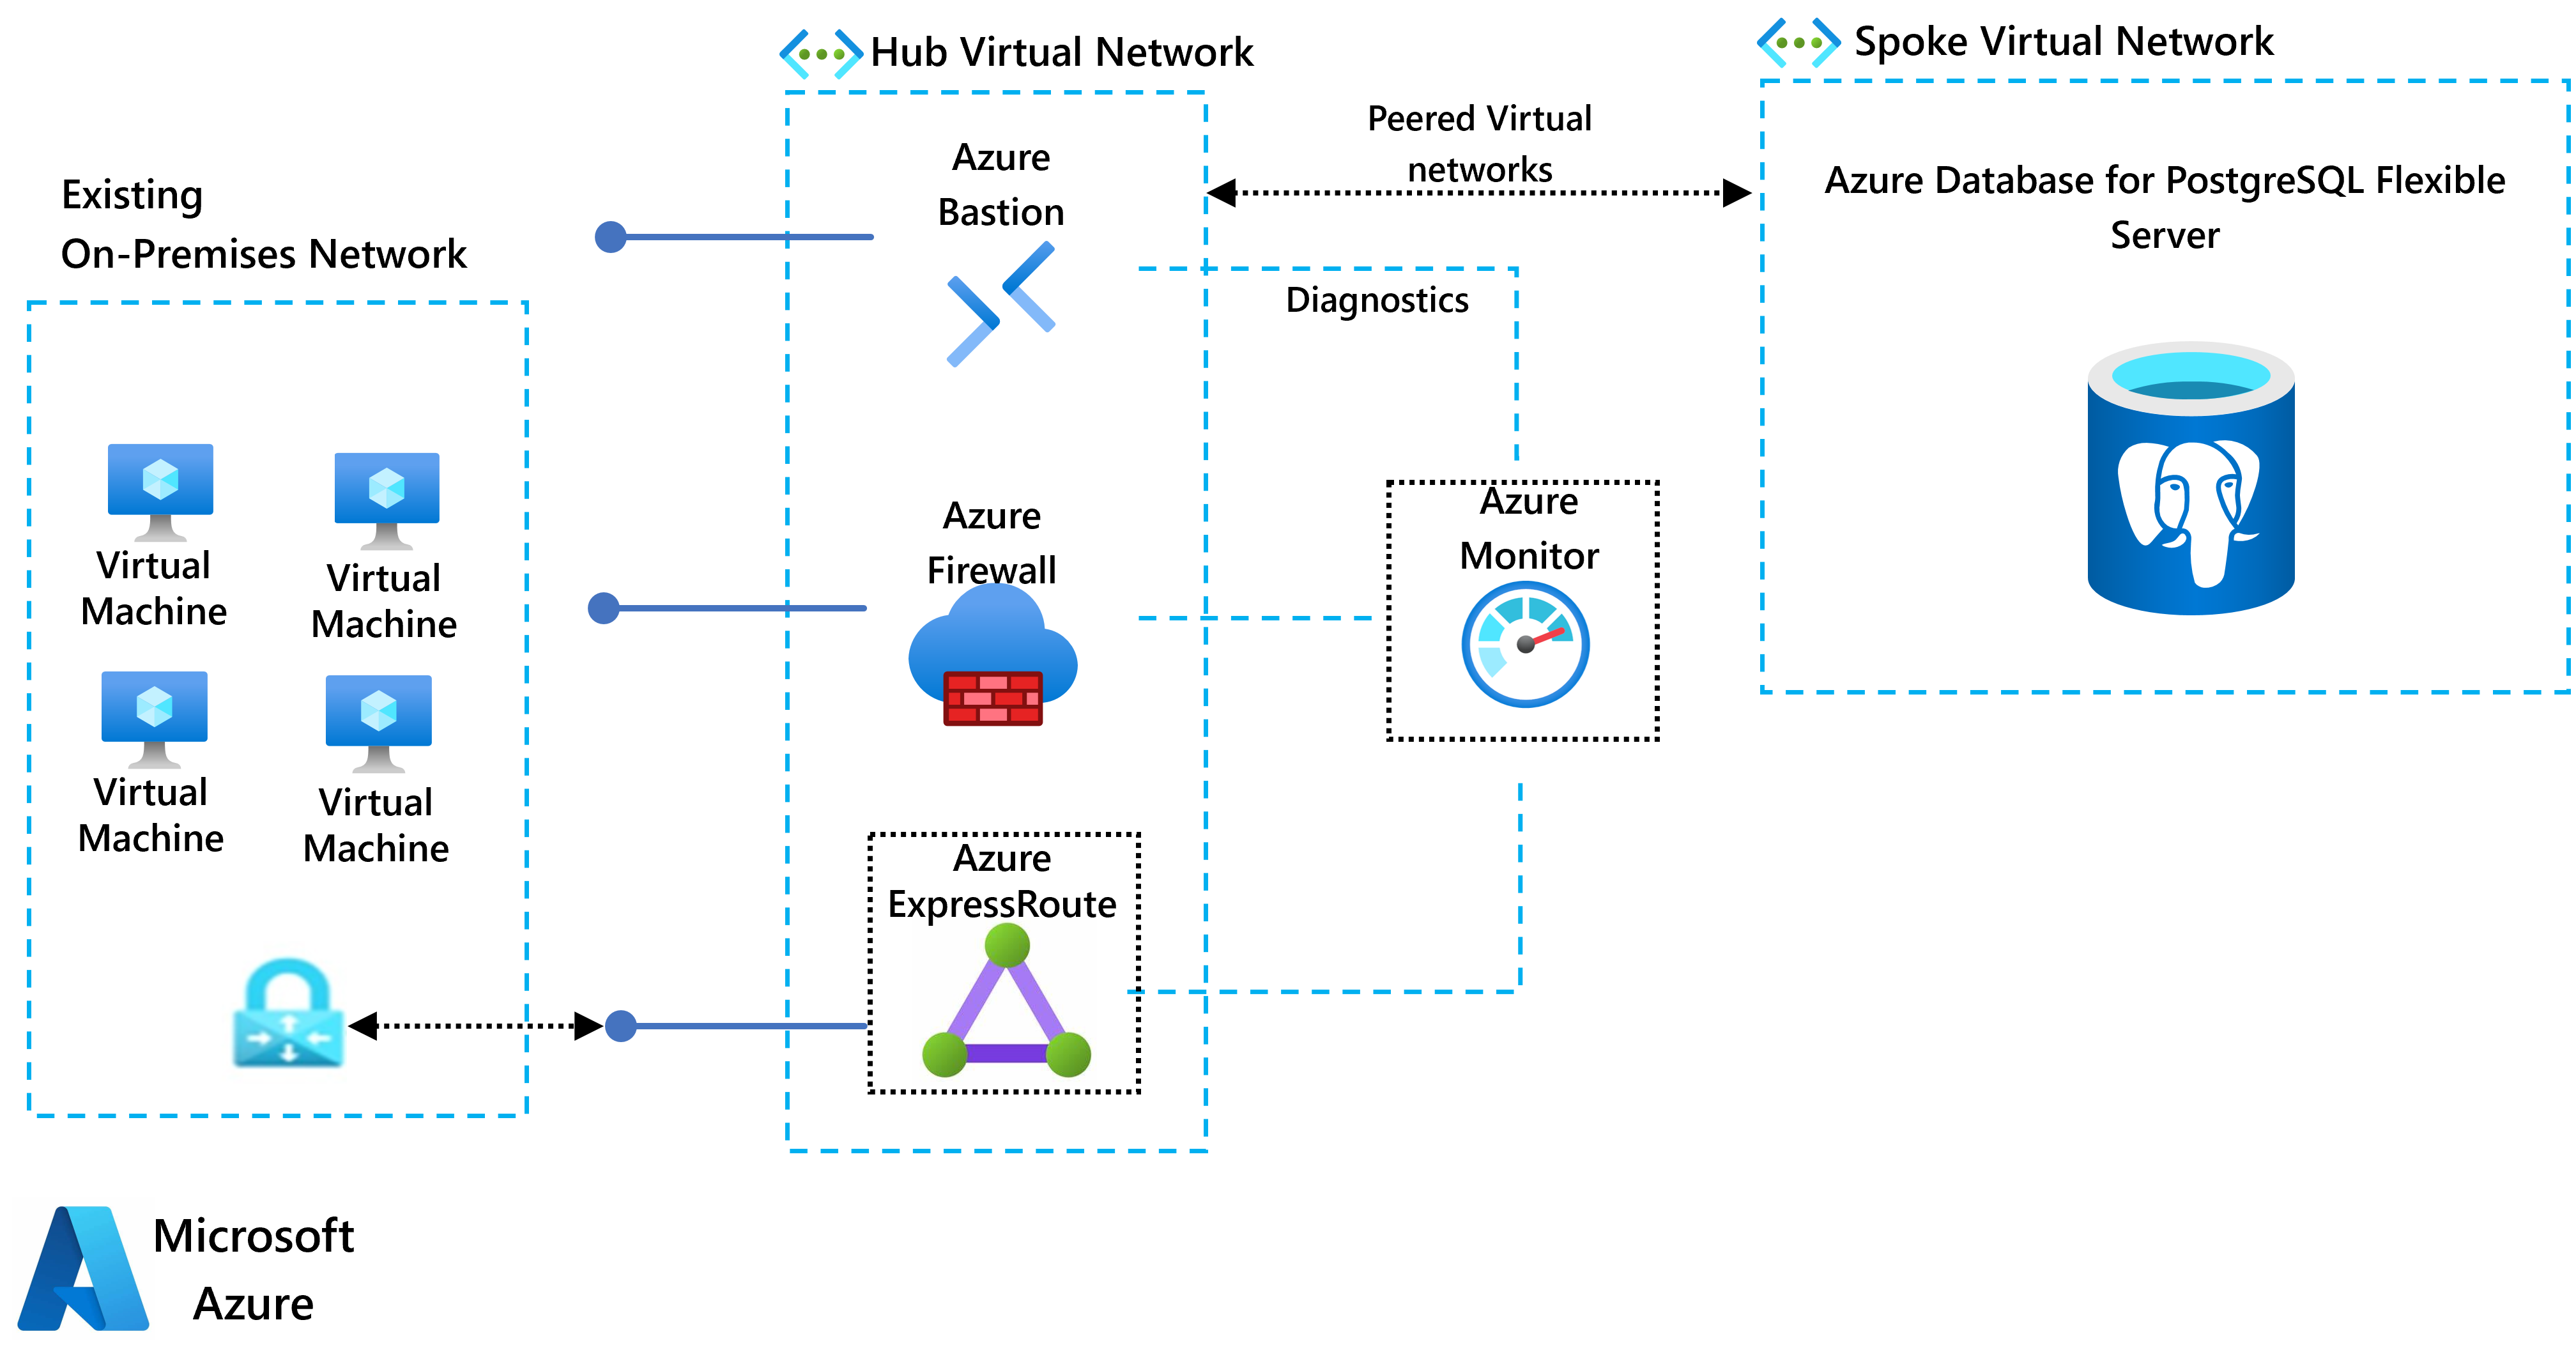 Hub Virtual Network
Spoke Virtual Network
Existing
On-Premises Network
Virtual
Machine
Virtual
Machine
Virtual
Machine
Virtual
Machine
Azure
Bastion
Azure
Firewall
Azure
ExpressRoute
Peered Virtual
networks
Diagnostics
Azure
Monitor
Azure Database for PostgreSQL Flexible
Server
Microsoft
Azure